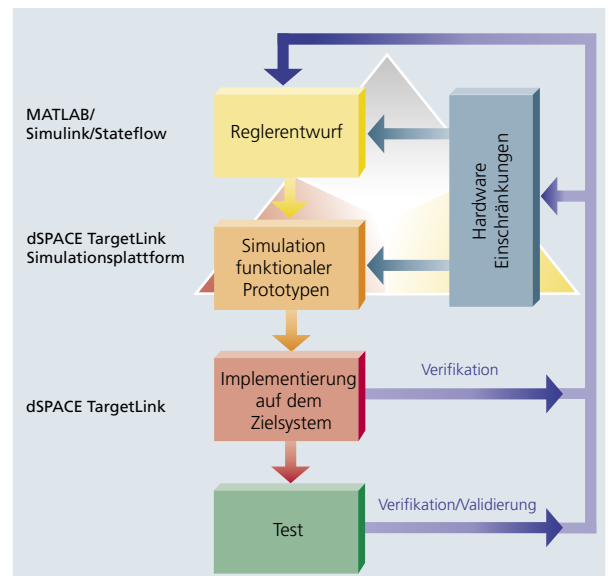 MATLAB/
Simulink/Stateflow
Reglerentwurf
Hardware
Einschränkungen
dSPACE TargetLink
Simulationsplattform
Simulation
funktionaler
Prototypen
dSPACE TargetLink
Implementierung
auf dem
Zielsystem
Verifikation
Test
Verifikation/Validierung